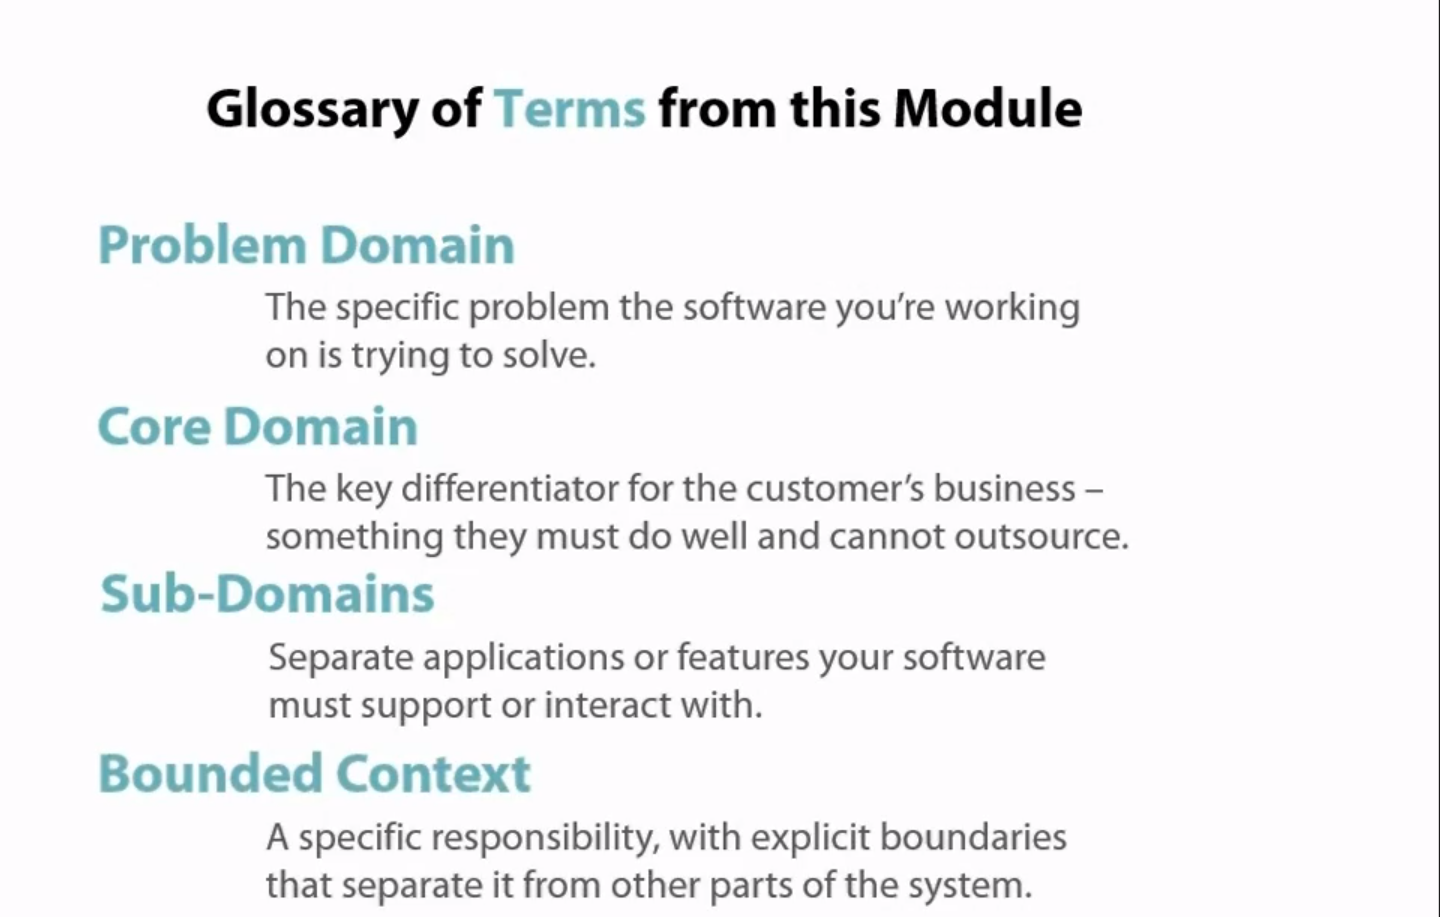 Glossary of Terms from this Module
Problem Domain
The specific problem the software you’re working
on is trying to solve.
Core Domain
The key differentiator for the customer’s business –
something they must do well and cannot outsource.
Sub-Domains
Separate applications or features your software
must support or interact with.
Bounded Context
A specific responsibility, with explicit boundaries
that separate it from other parts of the system.